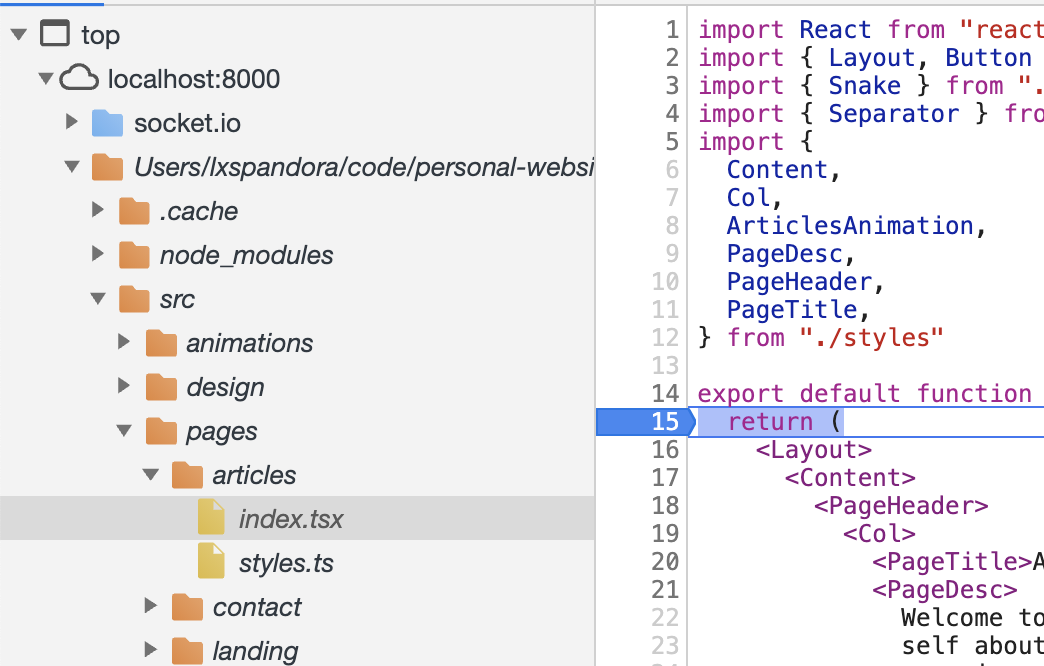 top
localhost:8000
socket.io
Users/lxspandora/code/personal-websi
.cache
node_modules
src
animations
design
pages
articles
index.tsx
styles.ts
contact
landing
1 import React from "react
2 import { Layout, Button
3 import { Snake } from ".
4 import { Separator } fro
5 import {
6 Content,
7 Col,
8 ArticlesAnimation,
9 PageDesc,
10 PageHeader,
11 PageTitle,
12 } from "./styles"
13
14 export default function
15 return (
16 <Layout>
17 <Content>
18 <PageHeader>
19 <Col>
20 <PageTitle>A
21 <PageDesc>
22 Welcome to
23 self about